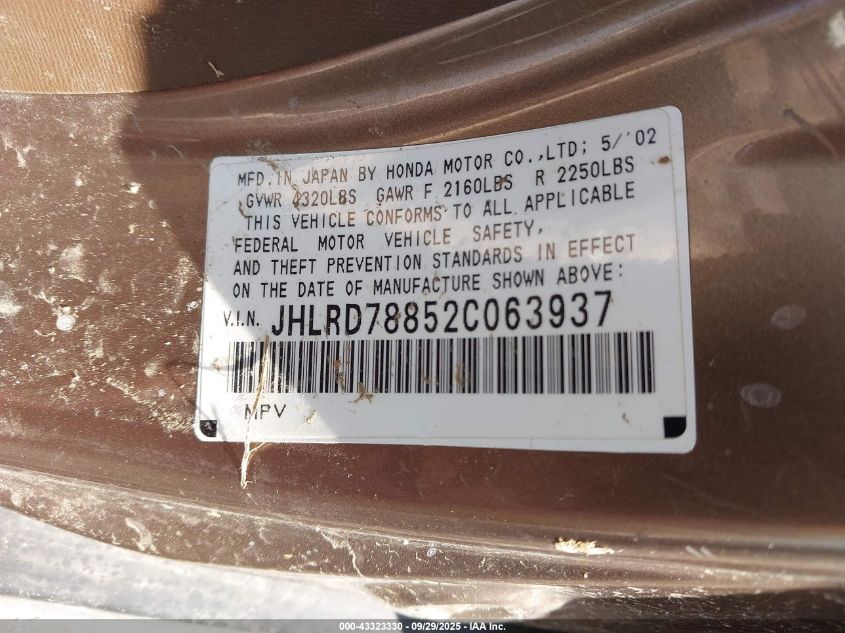 MFD.IN JAPAN BY HONDA MOTOR CO.,LTD; 5/'02
GVWR 4320LBS GAWR F 2160LBS R 2250LBS
THIS VEHICLE CONFORMS TO ALL APPLICABLE
FEDERAL MOTOR VEHICLE SAFETY,
AND THEFT PREVENTION STANDARDS IN EFFECT
ON THE DATE OF MANUFACTURE SHOWN ABOVE:
V.I.N. JHLRD78852C063937
MPV
000-43323330 - 09/29/2025 - IAA Inc.